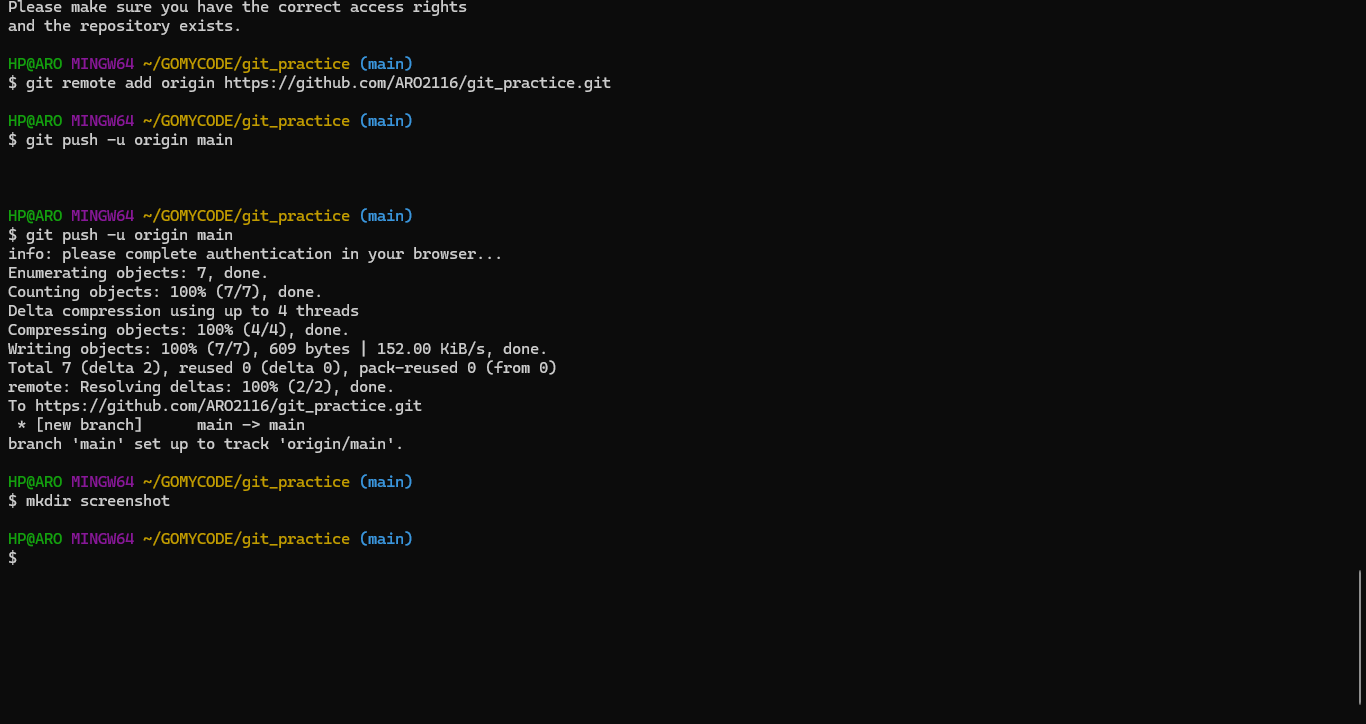 Please make sure you have the correct access rights
and the repository exists.
HP@ARO MINGW64 ~/GOMYCODE/git_practice (main)
$ git remote add origin https://github.com/ARO2116/git_practice.git
HP@ARO MINGW64 ~/GOMYCODE/git_practice (main)
$ git push -u origin main
HP@ARO MINGW64 ~/GOMYCODE/git_practice (main)
$ git push -u origin main
info: please complete authentication in your browser...
Enumerating objects: 7, done.
Counting objects: 100% (7/7), done.
Delta compression using up to 4 threads
Compressing objects: 100% (4/4), done.
Writing objects: 100% (7/7), 609 bytes | 152.00 KiB/s, done.
Total 7 (delta 2), reused 0 (delta 0), pack-reused 0 (from 0)
remote: Resolving deltas: 100% (2/2), done.
To https://github.com/ARO2116/git_practice.git
 * [new branch]      main -> main
branch 'main' set up to track 'origin/main'.
HP@ARO MINGW64 ~/GOMYCODE/git_practice (main)
$ mkdir screenshot
HP@ARO MINGW64 ~/GOMYCODE/git_practice (main)
$